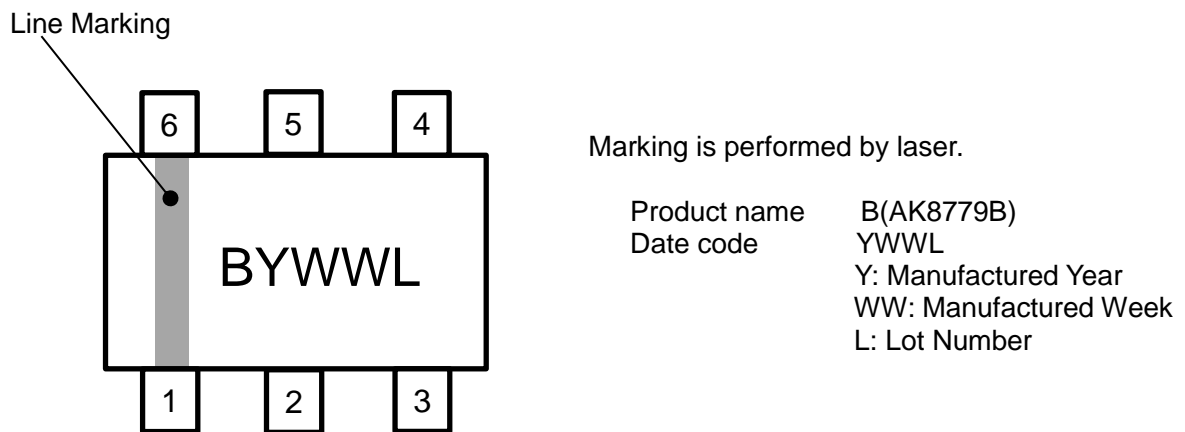 Line Marking
6 5 4
BYWWL
1 2 3
Marking is performed by laser.
Product name B(AK8779B)
Date code YWWL
Y: Manufactured Year
WW: Manufactured Week
L: Lot Number